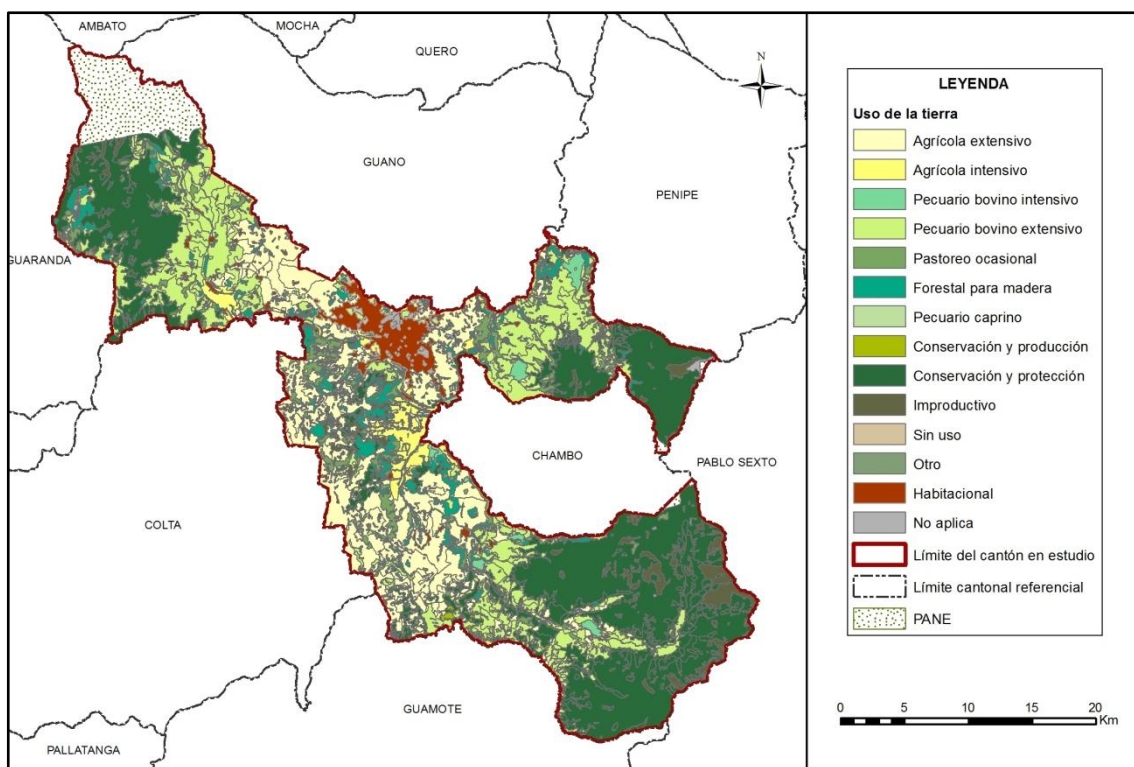 AMBATO
MOCHA
QUERO
N
GUANO
PENIPE
GUARANDA
CHAMBO
PABLO SEXTO
COLTA
GUAMOTE
PALLATANGA
LEYENDA
Uso de la tierra
Agrícola extensivo
Agrícola intensivo
Pecuario bovino intensivo
Pecuario bovino extensivo
Pastoreo ocasional
Forestal para madera
Pecuario caprino
Conservación y producción
Conservación y protección
Improductivo
Sin uso
Otro
Habitacional
No aplica
Límite del cantón en estudio
Límite cantonal referencial
PANE
0 5 10 15 20
Km